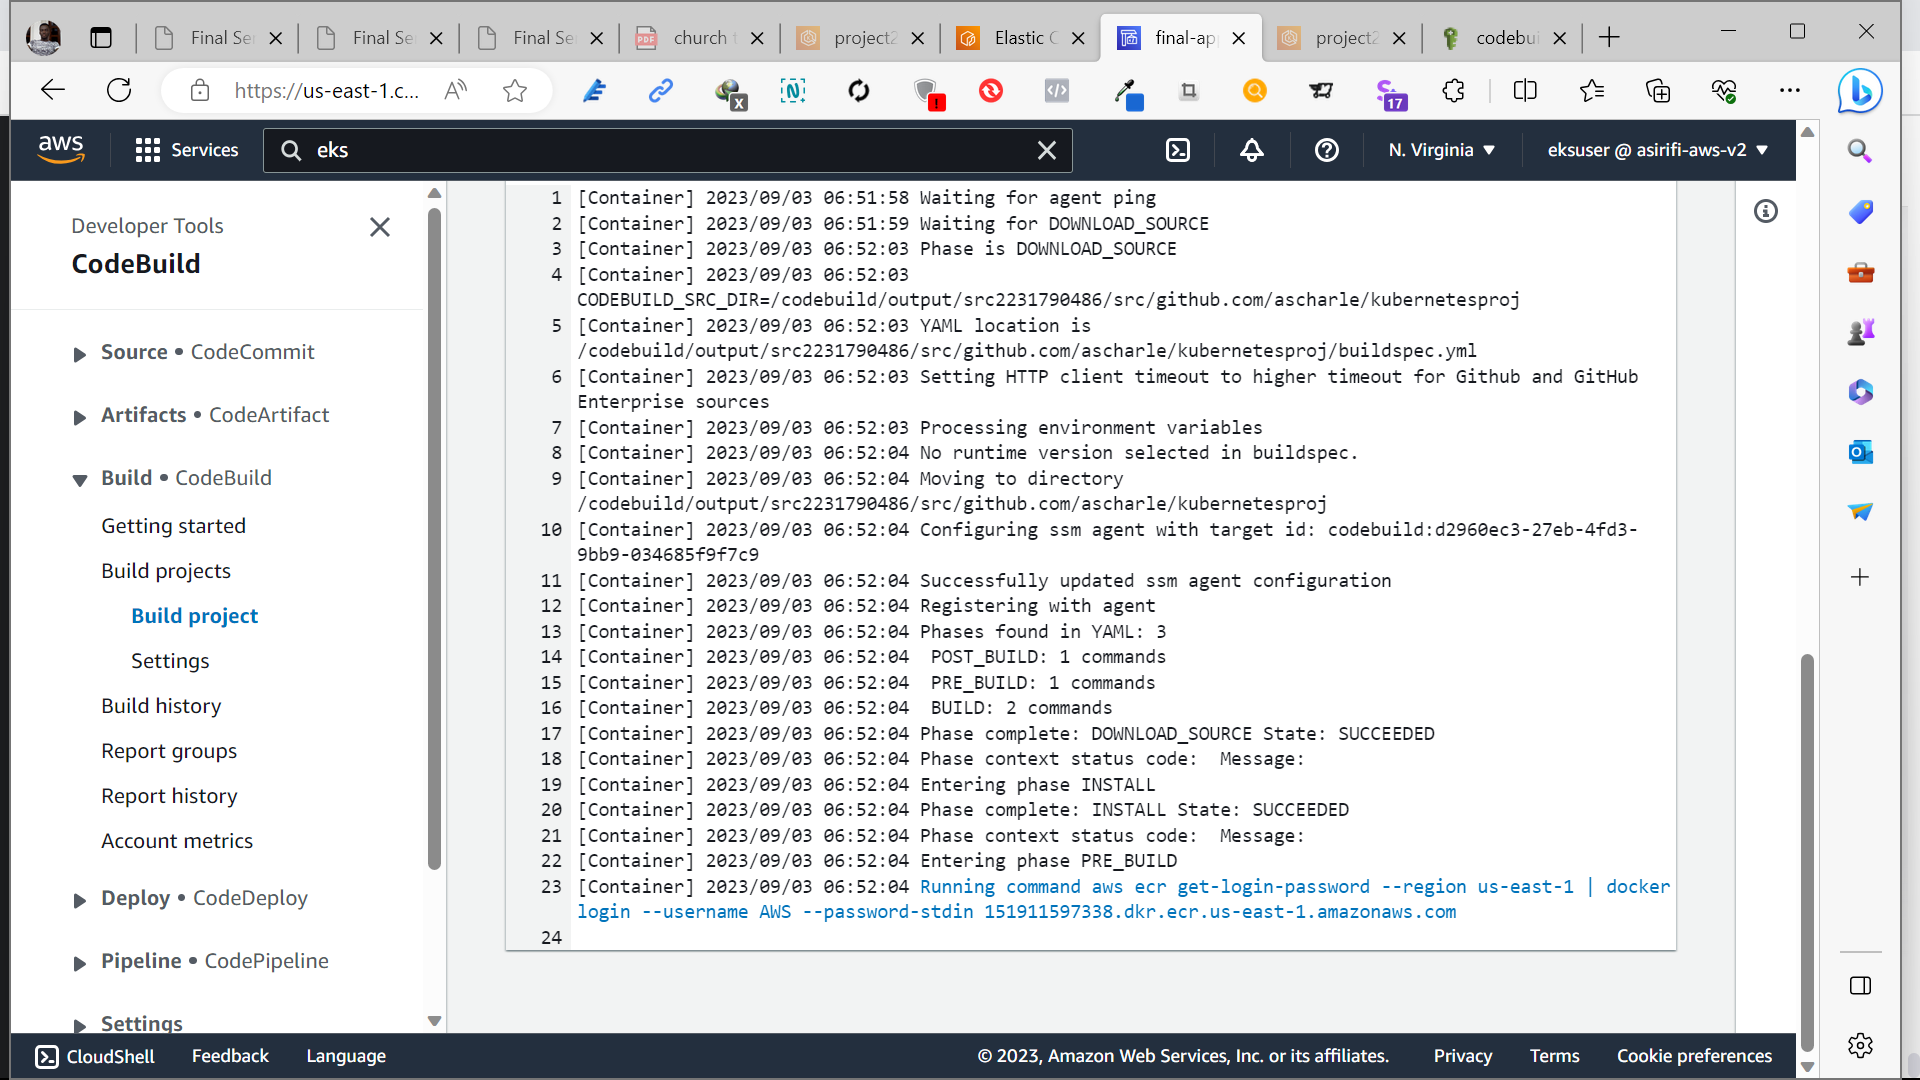 Final Se
Final Se
Final Se
church t
project2
Elastic C
final-app
project2
codebui
https://us-east-1.c...
17
aws
Services
eks
N. Virginia
eksuser @ asirifi-aws-v2
Developer Tools
CodeBuild
Source • CodeCommit
Artifacts • CodeArtifact
Build • CodeBuild
Getting started
Build projects
Build project
Settings
Build history
Report groups
Report history
Account metrics
Deploy • CodeDeploy
Pipeline • CodePipeline
Settings
1 [Container] 2023/09/03 06:51:58 Waiting for agent ping
2 [Container] 2023/09/03 06:51:59 Waiting for DOWNLOAD_SOURCE
3 [Container] 2023/09/03 06:52:03 Phase is DOWNLOAD_SOURCE
4 [Container] 2023/09/03 06:52:03
CODEBUILD_SRC_DIR=/codebuild/output/src2231790486/src/github.com/ascharle/kubernetesproj
5 [Container] 2023/09/03 06:52:03 YAML location is
/codebuild/output/src2231790486/src/github.com/ascharle/kubernetesproj/buildspec.yml
6 [Container] 2023/09/03 06:52:03 Setting HTTP client timeout to higher timeout for Github and GitHub
Enterprise sources
7 [Container] 2023/09/03 06:52:03 Processing environment variables
8 [Container] 2023/09/03 06:52:04 No runtime version selected in buildspec.
9 [Container] 2023/09/03 06:52:04 Moving to directory
/codebuild/output/src2231790486/src/github.com/ascharle/kubernetesproj
10 [Container] 2023/09/03 06:52:04 Configuring ssm agent with target id: codebuild:d2960ec3-27eb-4fd3-
9bb9-034685f9f7c9
11 [Container] 2023/09/03 06:52:04 Successfully updated ssm agent configuration
12 [Container] 2023/09/03 06:52:04 Registering with agent
13 [Container] 2023/09/03 06:52:04 Phases found in YAML: 3
14 [Container] 2023/09/03 06:52:04  POST_BUILD: 1 commands
15 [Container] 2023/09/03 06:52:04  PRE_BUILD: 1 commands
16 [Container] 2023/09/03 06:52:04  BUILD: 2 commands
17 [Container] 2023/09/03 06:52:04 Phase complete: DOWNLOAD_SOURCE State: SUCCEEDED
18 [Container] 2023/09/03 06:52:04 Phase context status code:  Message:
19 [Container] 2023/09/03 06:52:04 Entering phase INSTALL
20 [Container] 2023/09/03 06:52:04 Phase complete: INSTALL State: SUCCEEDED
21 [Container] 2023/09/03 06:52:04 Phase context status code:  Message:
22 [Container] 2023/09/03 06:52:04 Entering phase PRE_BUILD
23 [Container] 2023/09/03 06:52:04 Running command aws ecr get-login-password --region us-east-1 | docker
login --username AWS --password-stdin 151911597338.dkr.ecr.us-east-1.amazonaws.com
24
CloudShell
Feedback
Language
© 2023, Amazon Web Services, Inc. or its affiliates.
Privacy
Terms
Cookie preferences